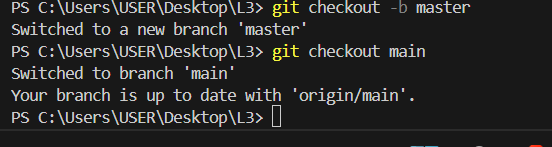 PS C:\Users\USER\Desktop\L3> git checkout -b master
Switched to a new branch 'master'
PS C:\Users\USER\Desktop\L3> git checkout main
Switched to branch 'main'
Your branch is up to date with 'origin/main'.
PS C:\Users\USER\Desktop\L3>